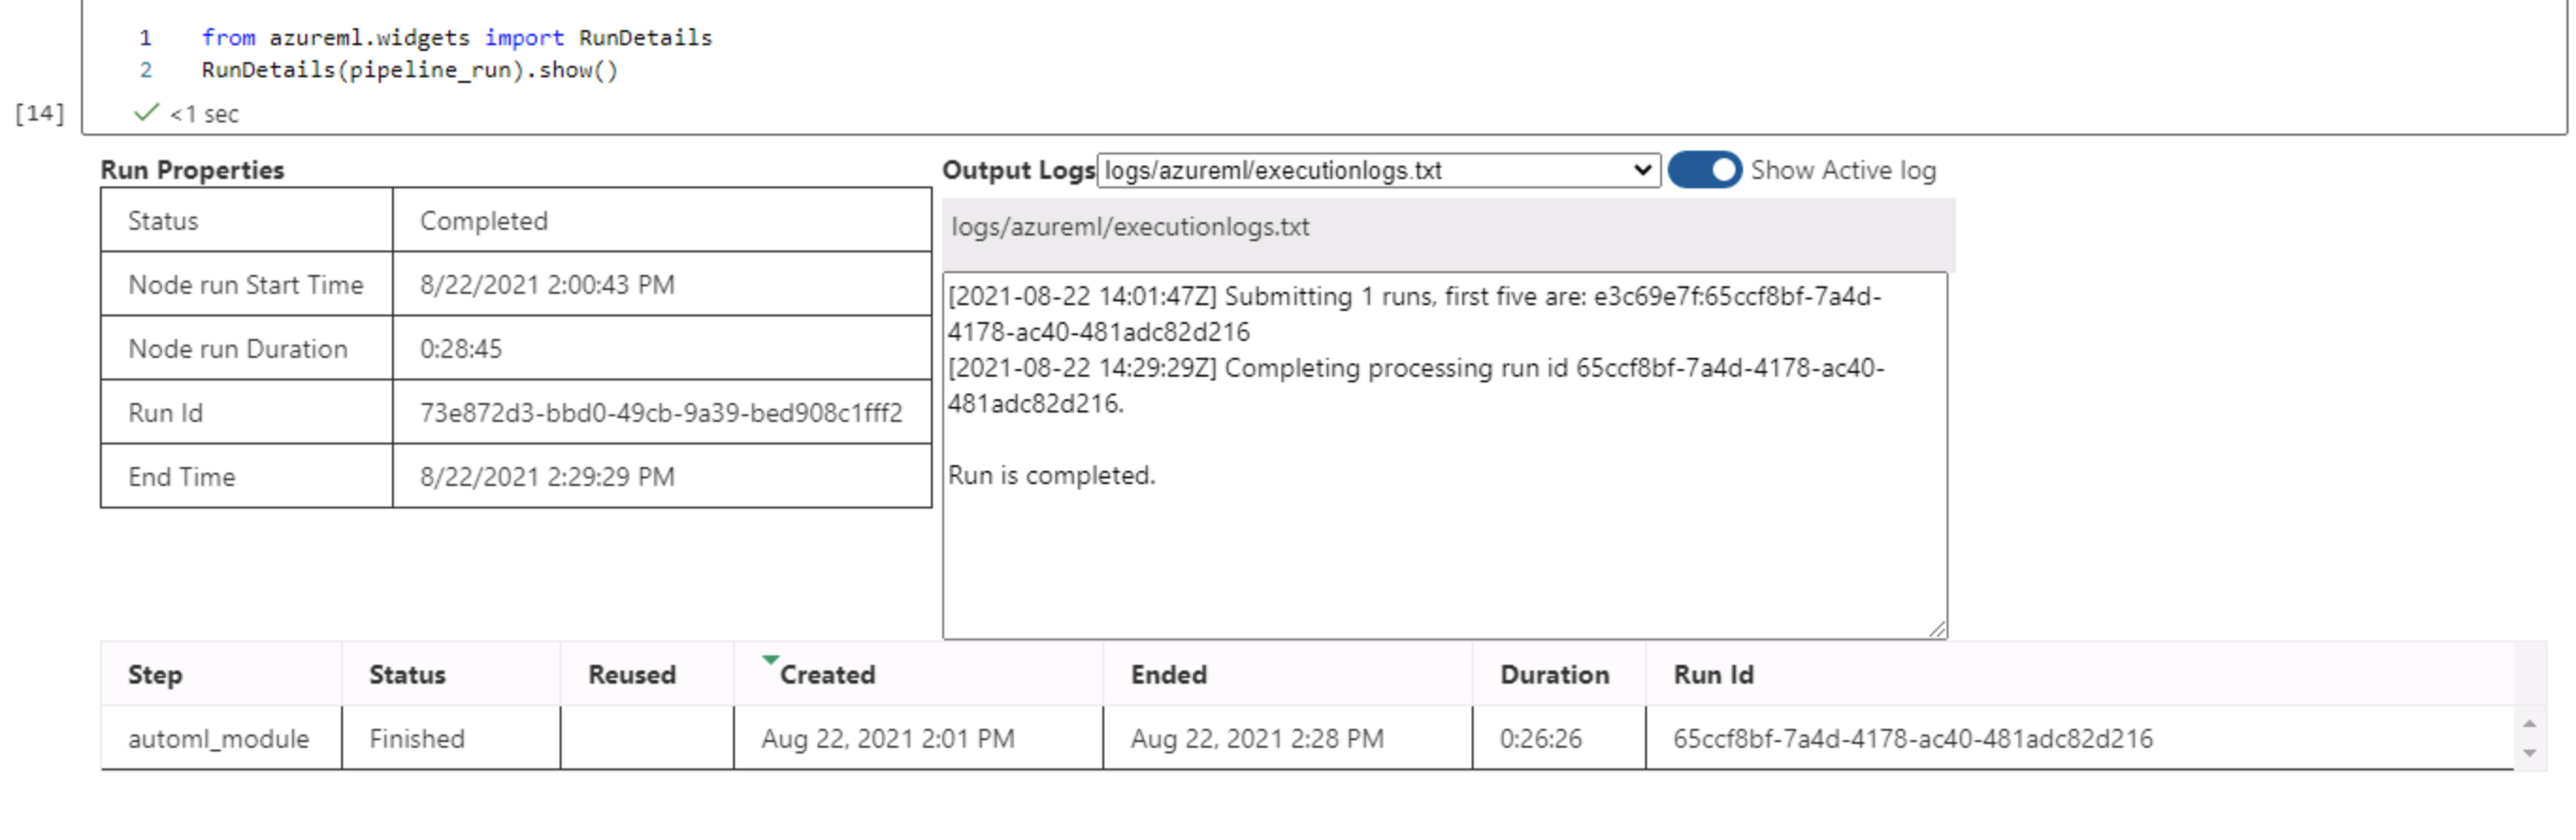 1 from azureml.widgets import RunDetails
2 RunDetails(pipeline_run).show()
[14] <1 sec
Run Properties
Status Completed
Node run Start Time 8/22/2021 2:00:43 PM
Node run Duration 0:28:45
Run Id 73e872d3-bbd0-49cb-9a39-bed908c1fff2
End Time 8/22/2021 2:29:29 PM
Output Logs logs/azureml/executionlogs.txt Show Active log
logs/azureml/executionlogs.txt
[2021-08-22 14:01:47Z] Submitting 1 runs, first five are: e3c69e7f:65ccf8bf-7a4d-
4178-ac40-481adc82d216
[2021-08-22 14:29:29Z] Completing processing run id 65ccf8bf-7a4d-4178-ac40-
481adc82d216.
Run is completed.
Step Status Reused Created Ended Duration Run Id
automl_module Finished Aug 22, 2021 2:01 PM Aug 22, 2021 2:28 PM 0:26:26 65ccf8bf-7a4d-4178-ac40-481adc82d216